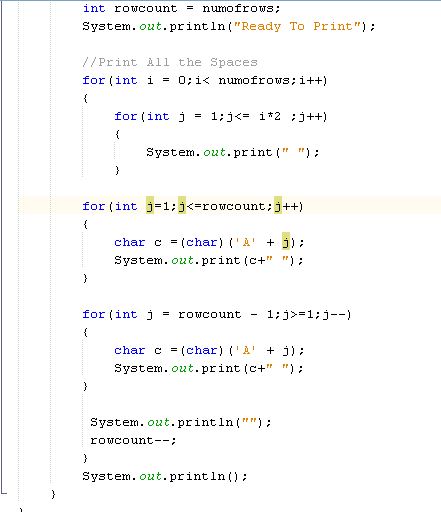 int rowcount = numofrows;
System.out.println("Ready To Print");
//Print All the Spaces
for(int i = 0;i< numofrows;i++)
{
for(int j = 1;j<= i*2 ;j++)
{
System.out.print(" ");
}
for(int j=1;j<=rowcount;j++)
{
char c =(char)('A' + j);
System.out.print(c+" ");
}
for(int j = rowcount - 1;j>=1;j--)
{
char c =(char)('A' + j);
System.out.print(c+" ");
}
System.out.println("");
rowcount--;
}
System.out.println();
}
}